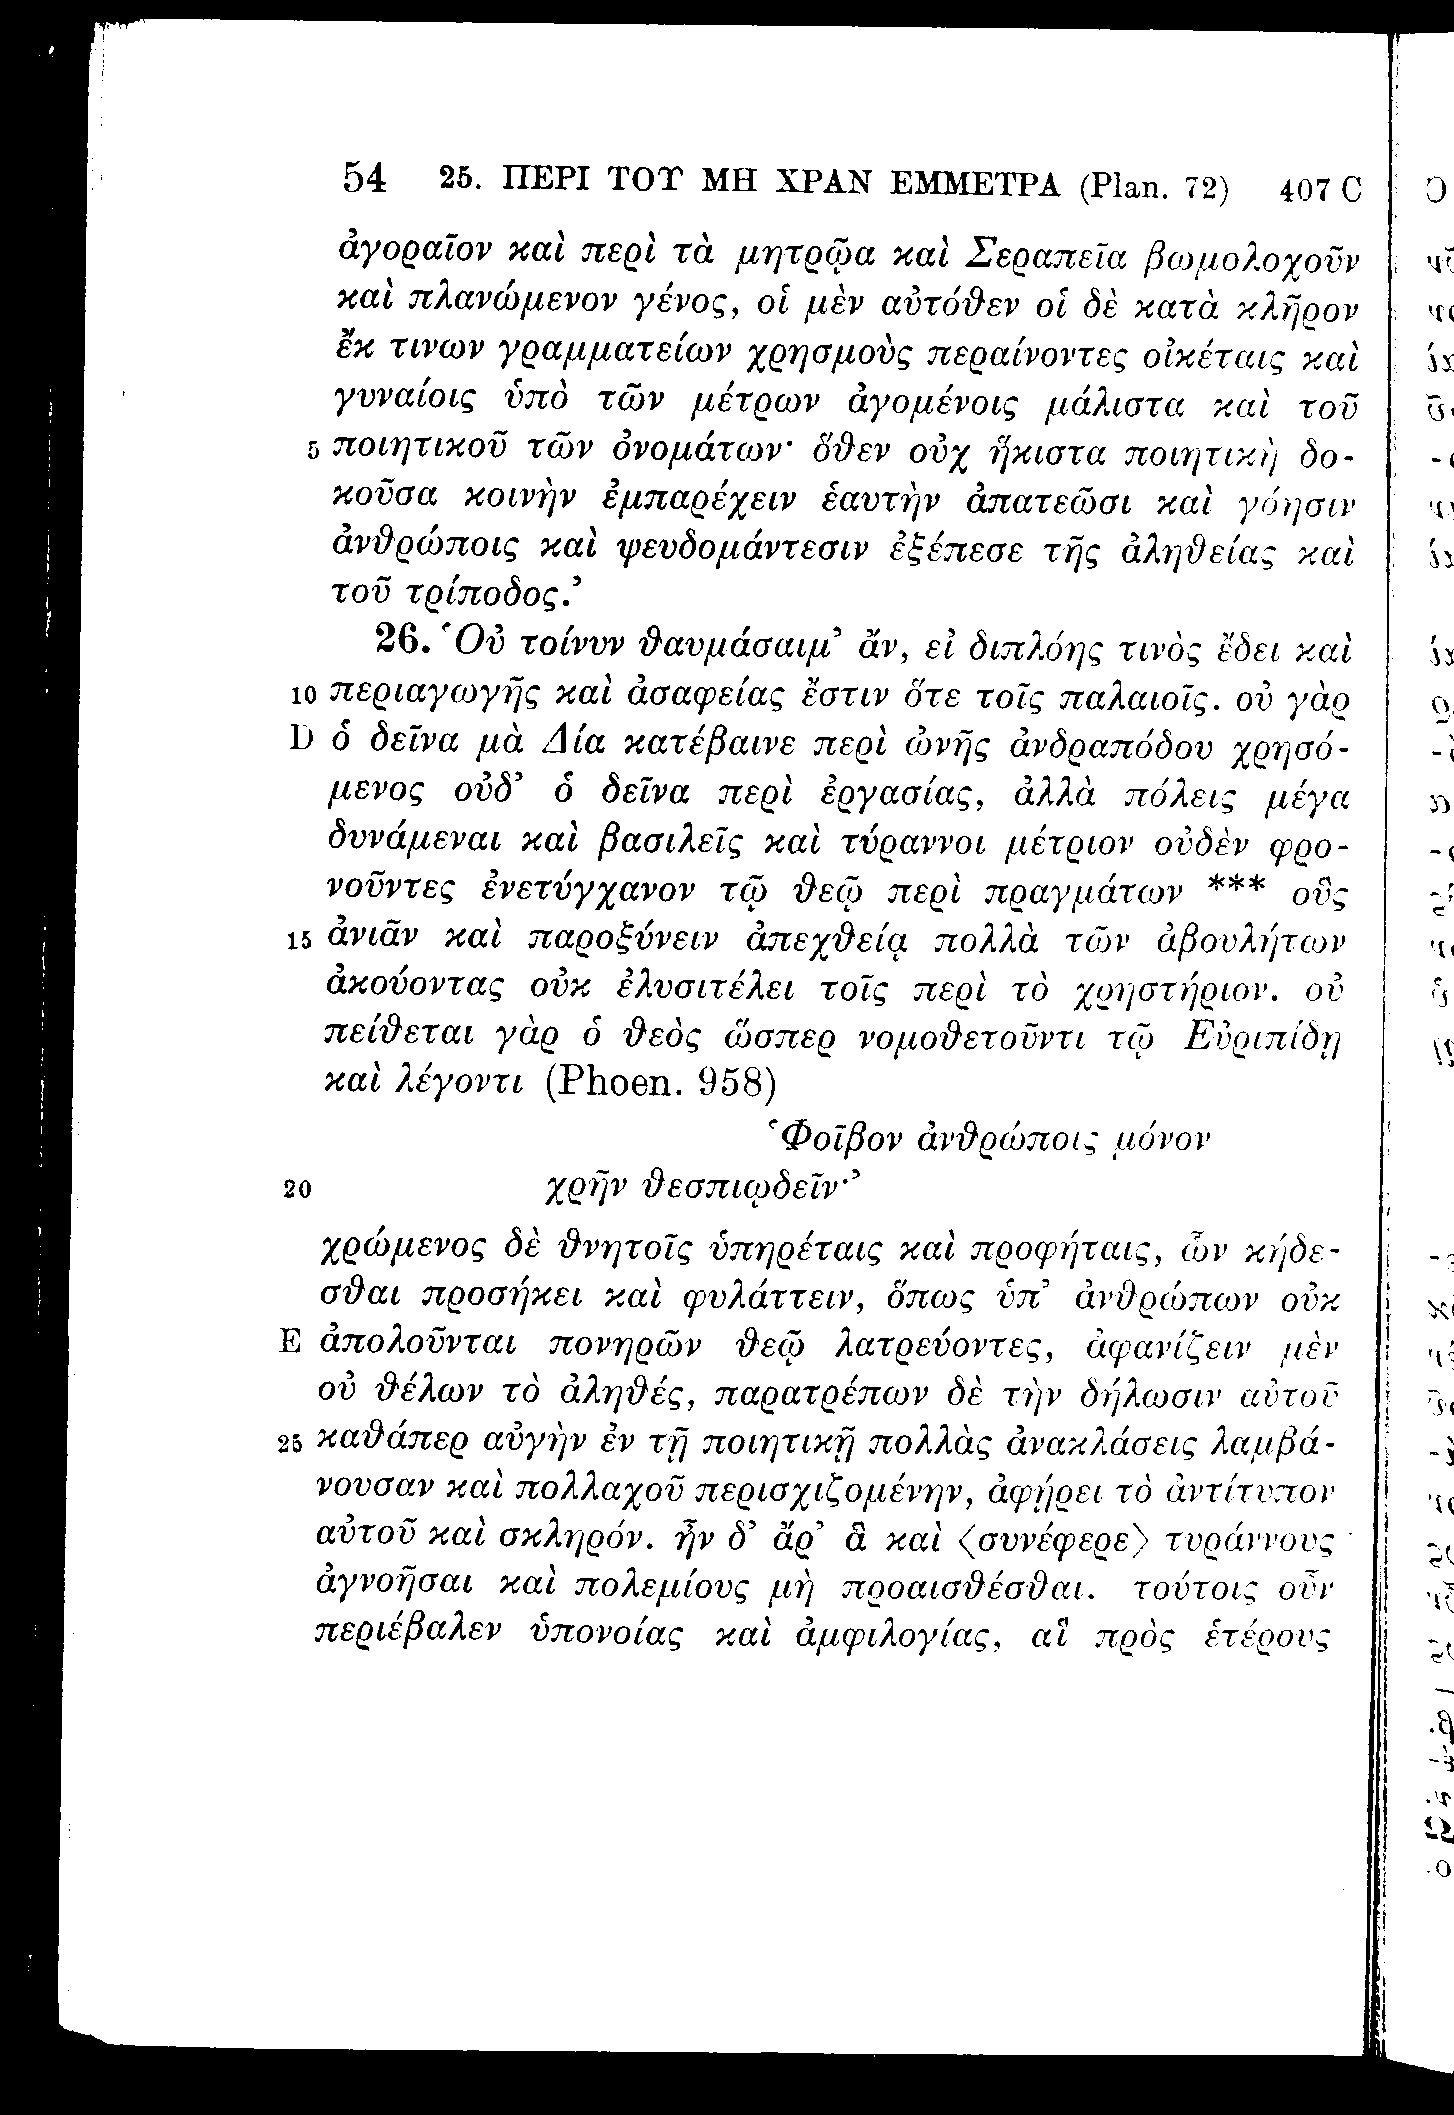 54 25. ΠΕΡΙ ΤΟΥ ΜΗ ΧΡΑΝ ΕΜΜΕΤΡΑ (Plan. 72) 407 C
ἀγοραῖον καὶ περὶ τὰ μητρῷα καὶ Σεραπεῖα βωμολοχοῦν
καὶ πλανώμενον γένος, οἱ μὲν αὐτόθεν οἱ δὲ κατὰ κλῆρον
ἔκ τινων γραμματείων χρησμοὺς περαίνοντες οἰκέταις καὶ
γυναίοις ὑπὸ τῶν μέτρων ἀγομένοις μάλιστα καὶ τοῦ
5 ποιητικοῦ τῶν ὀνομάτων· ὅθεν οὐχ ἥκιστα ποιητικὴ δο-
κοῦσα κοινὴν ἐμπαρέχειν ἑαυτὴν ἀπατεῶσι καὶ γόησιν
ἀνθρώποις καὶ ψευδομάντεσιν ἐξέπεσε τῆς ἀληθείας καὶ
τοῦ τρίποδος.’
26. ‘Οὐ τοίνυν θαυμάσαιμ’ ἄν, εἰ διπλόης τινὸς ἔδει καὶ
10 περιαγωγῆς καὶ ἀσαφείας ἔστιν ὅτε τοῖς παλαιοῖς. οὐ γὰρ
D ὁ δεῖνα μὰ Δία κατέβαινε περὶ ὠνῆς ἀνδραπόδου χρησό-
μενος οὐδ’ ὁ δεῖνα περὶ ἐργασίας, ἀλλὰ πόλεις μέγα
δυνάμεναι καὶ βασιλεῖς καὶ τύραννοι μέτριον οὐδὲν φρο-
νοῦντες ἐνετύγχανον τῷ θεῷ περὶ πραγμάτων *** οὓς
15 ἀνιᾶν καὶ παροξύνειν ἀπεχθείᾳ πολλὰ τῶν ἀβουλήτων
ἀκούοντας οὐκ ἐλυσιτέλει τοῖς περὶ τὸ χρηστήριον. οὐ
πείθεται γὰρ ὁ θεὸς ὥσπερ νομοθετοῦντι τῷ Εὐριπίδῃ
καὶ λέγοντι (Phoen. 958)
‘Φοῖβον ἀνθρώποις μόνον
20 χρῆν θεσπιῳδεῖν·’
χρώμενος δὲ θνητοῖς ὑπηρέταις καὶ προφήταις, ὧν κήδε-
σθαι προσήκει καὶ φυλάττειν, ὅπως ὑπ’ ἀνθρώπων οὐκ
E ἀπολοῦνται πονηρῶν θεῷ λατρεύοντες, ἀφανίζειν μὲν
οὐ θέλων τὸ ἀληθές, παρατρέπων δὲ τὴν δήλωσιν αὐτοῦ
25 καθάπερ αὐγὴν ἐν τῇ ποιητικῇ πολλὰς ἀνακλάσεις λαμβά-
νουσαν καὶ πολλαχοῦ περισχιζομένην, ἀφῄρει τὸ ἀντίτυπον
αὐτοῦ καὶ σκληρόν. ἦν δ’ ἄρ’ ἃ καὶ ⟨συνέφερε⟩ τυράννους
ἀγνοῆσαι καὶ πολεμίους μὴ προαισθέσθαι. τούτοις οὖν
περιέβαλεν ὑπονοίας καὶ ἀμφιλογίας, αἳ πρὸς ἑτέρους